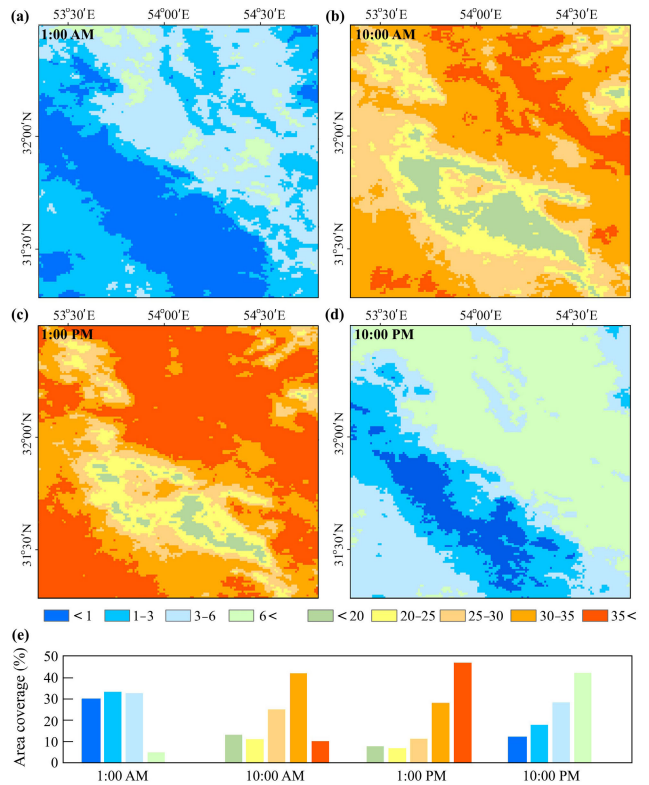 53°30′E 54°00′E 54°30′E 53°30′E 54°00′E 54°30′E
(a) (b)
1:00 AM 10:00 AM
32°00′N 32°00′N
31°30′N 31°30′N
53°30′E 54°00′E 54°30′E 53°30′E 54°00′E 54°30′E
(c) (d)
1:00 PM 10:00 PM
32°00′N 32°00′N
31°30′N 31°30′N
< 1 1–3 3–6 6< < 20 20–25 25–30 30–35 35<
(e)
Area coverage (%)
50
40
30
20
10
0
1:00 AM 10:00 AM 1:00 PM 10:00 PM